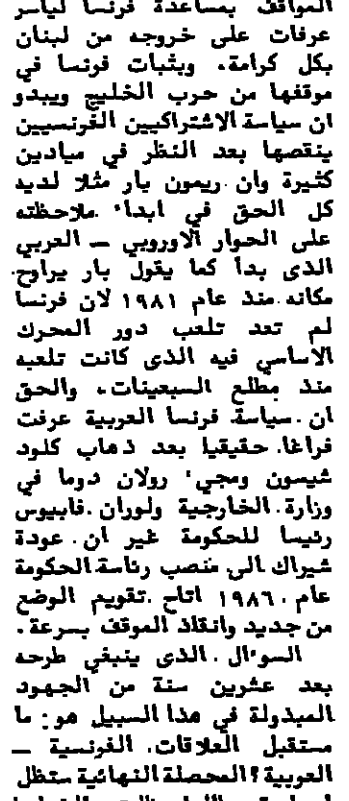 المواقف بمساعدة فرنسا لياسر
عرفات على خروجه من لبنان
بكل كرامة، وبثبات فرنسا في
موقفها من حرب الخليج ويبدو
ان سياسة الاشتراكيين الفرنسيين
ينقصها بعد النظر في ميادين
كثيرة وان ريمون بار مثلا لديه
كل الحق في ابداء ملاحظته
على الحوار الاوروبي – العربي
الذى بدأ كما يقول بار يراوح
مكانه منذ عام ١٩٨١ لان فرنسا
لم تعد تلعب دور المحرك
الاساسي فيه الذى كانت تلعبه
منذ مطلع السبعينات، والحق
ان سياسة فرنسا العربية عرفت
فراغا حقيقيا بعد ذهاب كلود
شيسون ومجيء رولان دوما في
وزارة الخارجية ولوران فابيوس
رئيسا للحكومة غير ان عودة
شيراك الى منصب رئاسة الحكومة
عام ١٩٨٦ اتاح تقويم الوضع
من جديد وانقاذ الموقف بسرعة.
السوءال الذى ينبغي طرحه
بعد عشرين سنة من الجهود
المبذولة في هذا السبيل هو: ما
مستقبل العلاقات الفرنسية –
العربية؟ المحصلة النهائية ستظل